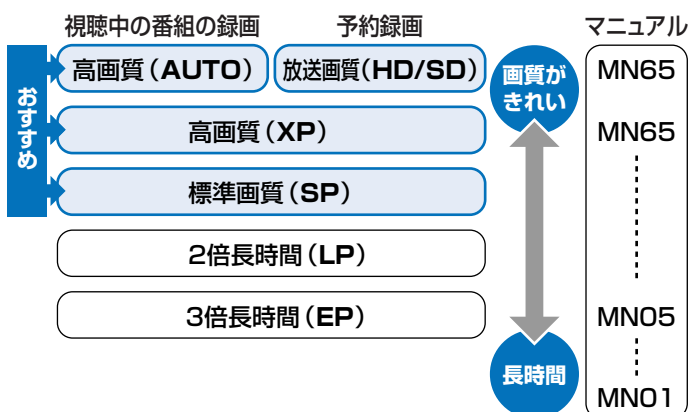 視聴中の番組の録画 予約録画 マニュアル
おすすめ
高画質（AUTO） 放送画質（HD/SD） 画質が
きれい
MN65
高画質（XP） MN65
標準画質（SP）
2倍長時間（LP）
3倍長時間（EP） MN05
長時間
MN01